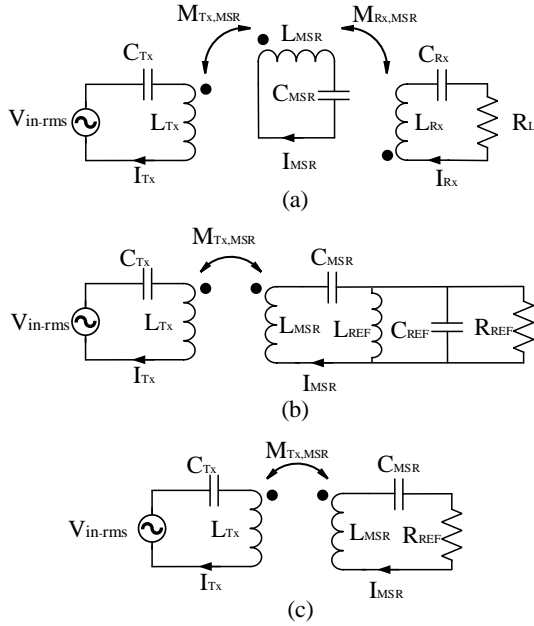 MTx,MSR
MRx,MSR
LMSR
CTx
CRx
CMSR
Vin-rms
LTx
LRx
RL
ITx
IMSR
IRx
(a)
MTx,MSR
CTx
CMSR
Vin-rms
LTx
LMSR
LREF
CREF
RREF
ITx
IMSR
(b)
MTx,MSR
CTx
CMSR
Vin-rms
LTx
LMSR
RREF
ITx
IMSR
(c)